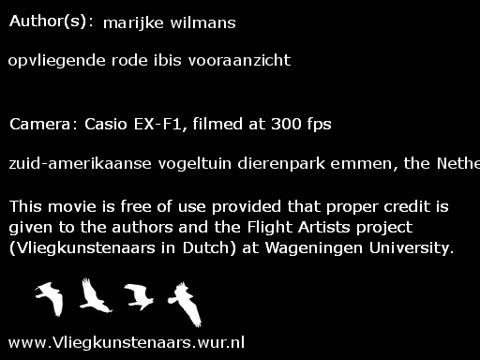 Author(s): marijke wilmans
opvliegende rode ibis vooraanzicht
Camera: Casio EX-F1, filmed at 300 fps
zuid-amerikaanse vogeltuin dierenpark emmen, the Nethe
This movie is free of use provided that proper credit is
given to the authors and the Flight Artists project
(Vliegkunstenaars in Dutch) at Wageningen University.
www.Vliegkunstenaars.wur.nl